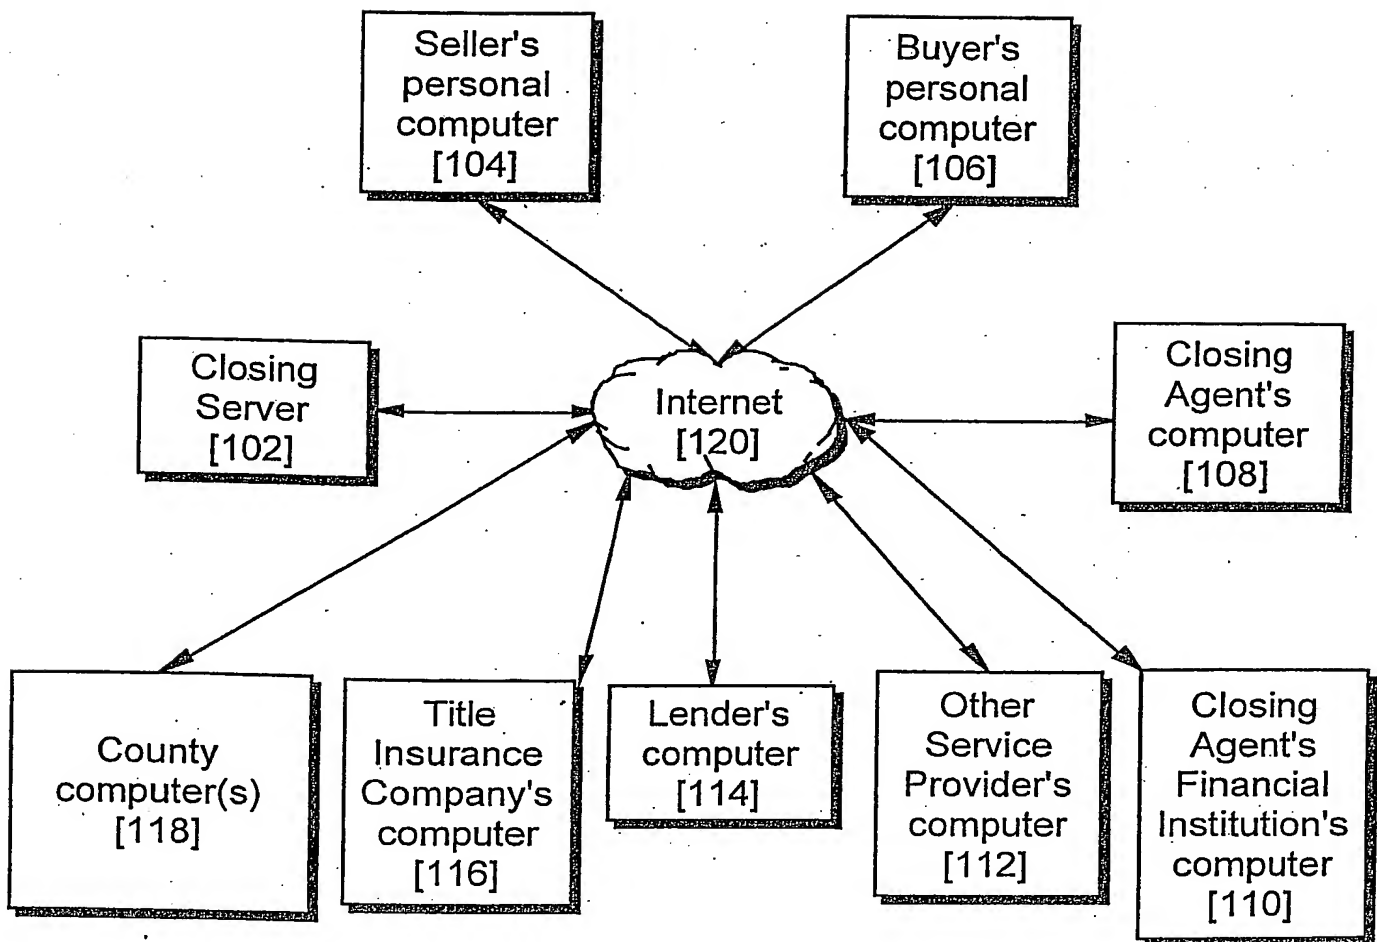 Seller's
personal
computer
[104]
Buyer's
personal
computer
[106]
Closing
Server
[102]
Internet
[120]
Closing
Agent's
computer
[108]
County
computer(s)
[118]
Title
Insurance
Company's
computer
[116]
Lender's
computer
[114]
Other
Service
Provider's
computer
[112]
Closing
Agent's
Financial
Institution's
computer
[110]